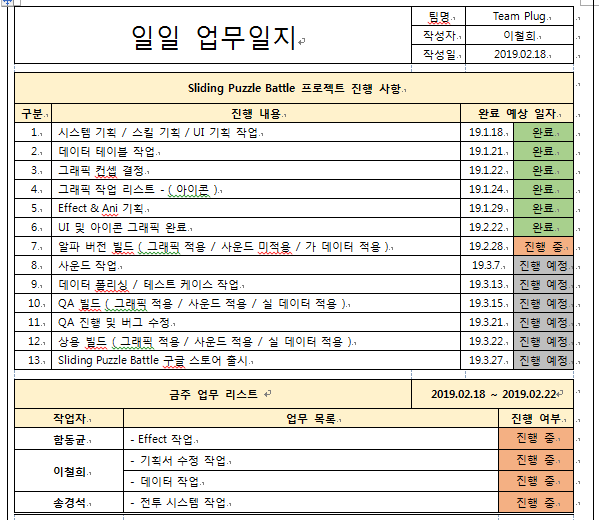 일일 업무일지
팀명 Team Plug.
작성자 이철희
작성일 2019.02.18.
Sliding Puzzle Battle 프로젝트 진행 사항
구분 진행 내용 완료 예상 일자
1. 시스템 기획 / 스킬 기획 / UI 기획 작업 19.1.18. 완료
2. 데이터 테이블 작업 19.1.21. 완료
3. 그래픽 컨셉 결정 19.1.22. 완료
4. 그래픽 작업 리스트 - ( 아이콘 ) 19.1.24. 완료
5. Effect & Ani 기획 19.1.29. 완료
6. UI 및 아이콘 그래픽 완료 19.2.22. 완료
7. 알파 버전 빌드 ( 그래픽 적용 / 사운드 미적용 / 가 데이터 적용 ) 19.2.28. 진행 중
8. 사운드 작업 19.3.7. 진행 예정
9. 데이터 폴리싱 / 테스트 케이스 작업 19.3.13. 진행 예정
10. QA 빌드 ( 그래픽 적용 / 사운드 적용 / 실 데이터 적용 ) 19.3.15. 진행 예정
11. QA 진행 및 버그 수정 19.3.21. 진행 예정
12. 상용 빌드 ( 그래픽 적용 / 사운드 적용 / 실 데이터 적용 ) 19.3.22. 진행 예정
13. Sliding Puzzle Battle 구글 스토어 출시 19.3.27. 진행 예정
금주 업무 리스트 2019.02.18 ~ 2019.02.22
작업자 업무 목록 진행 여부
함동균 - Effect 작업 진행 중
이철희 - 기획서 수정 작업 진행 중
- 데이터 작업 진행 중
송경석 - 전투 시스템 작업 진행 중